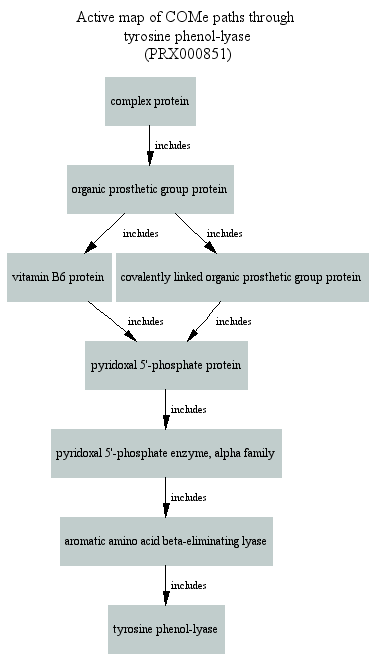 Active map of COMe paths through
tyrosine phenol-lyase
(PRX000851)
complex protein
includes
organic prosthetic group protein
includes
includes
vitamin B6 protein
covalently linked organic prosthetic group protein
includes
includes
pyridoxal 5'-phosphate protein
includes
pyridoxal 5'-phosphate enzyme, alpha family
includes
aromatic amino acid beta-eliminating lyase
includes
tyrosine phenol-lyase